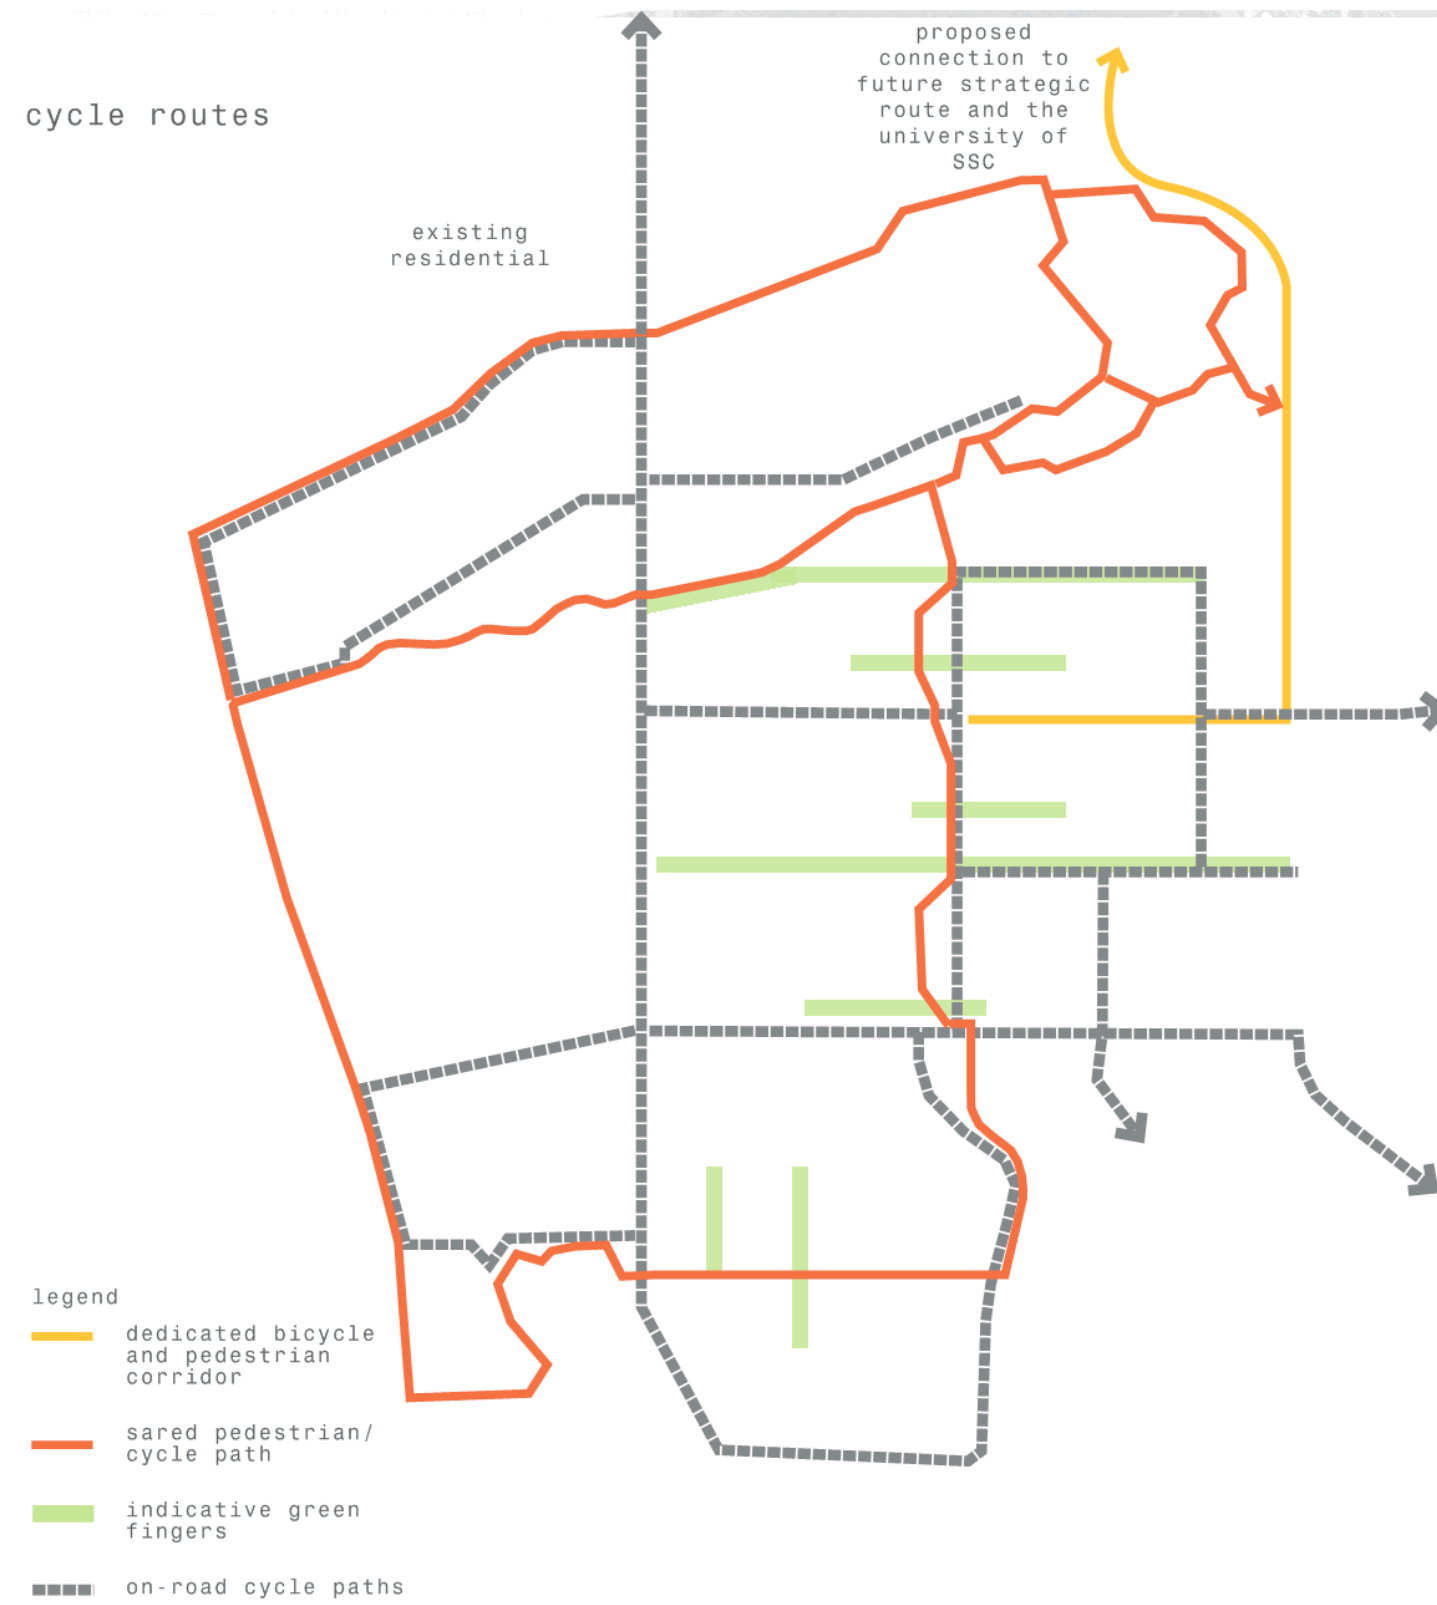 proposed
connection to
future strategic
route and the
university of
SSC
cycle routes
existing
residential
legend
dedicated bicycle
and pedestrian
corridor
sared pedestrian/
cycle path
indicative green
fingers
on-road cycle paths